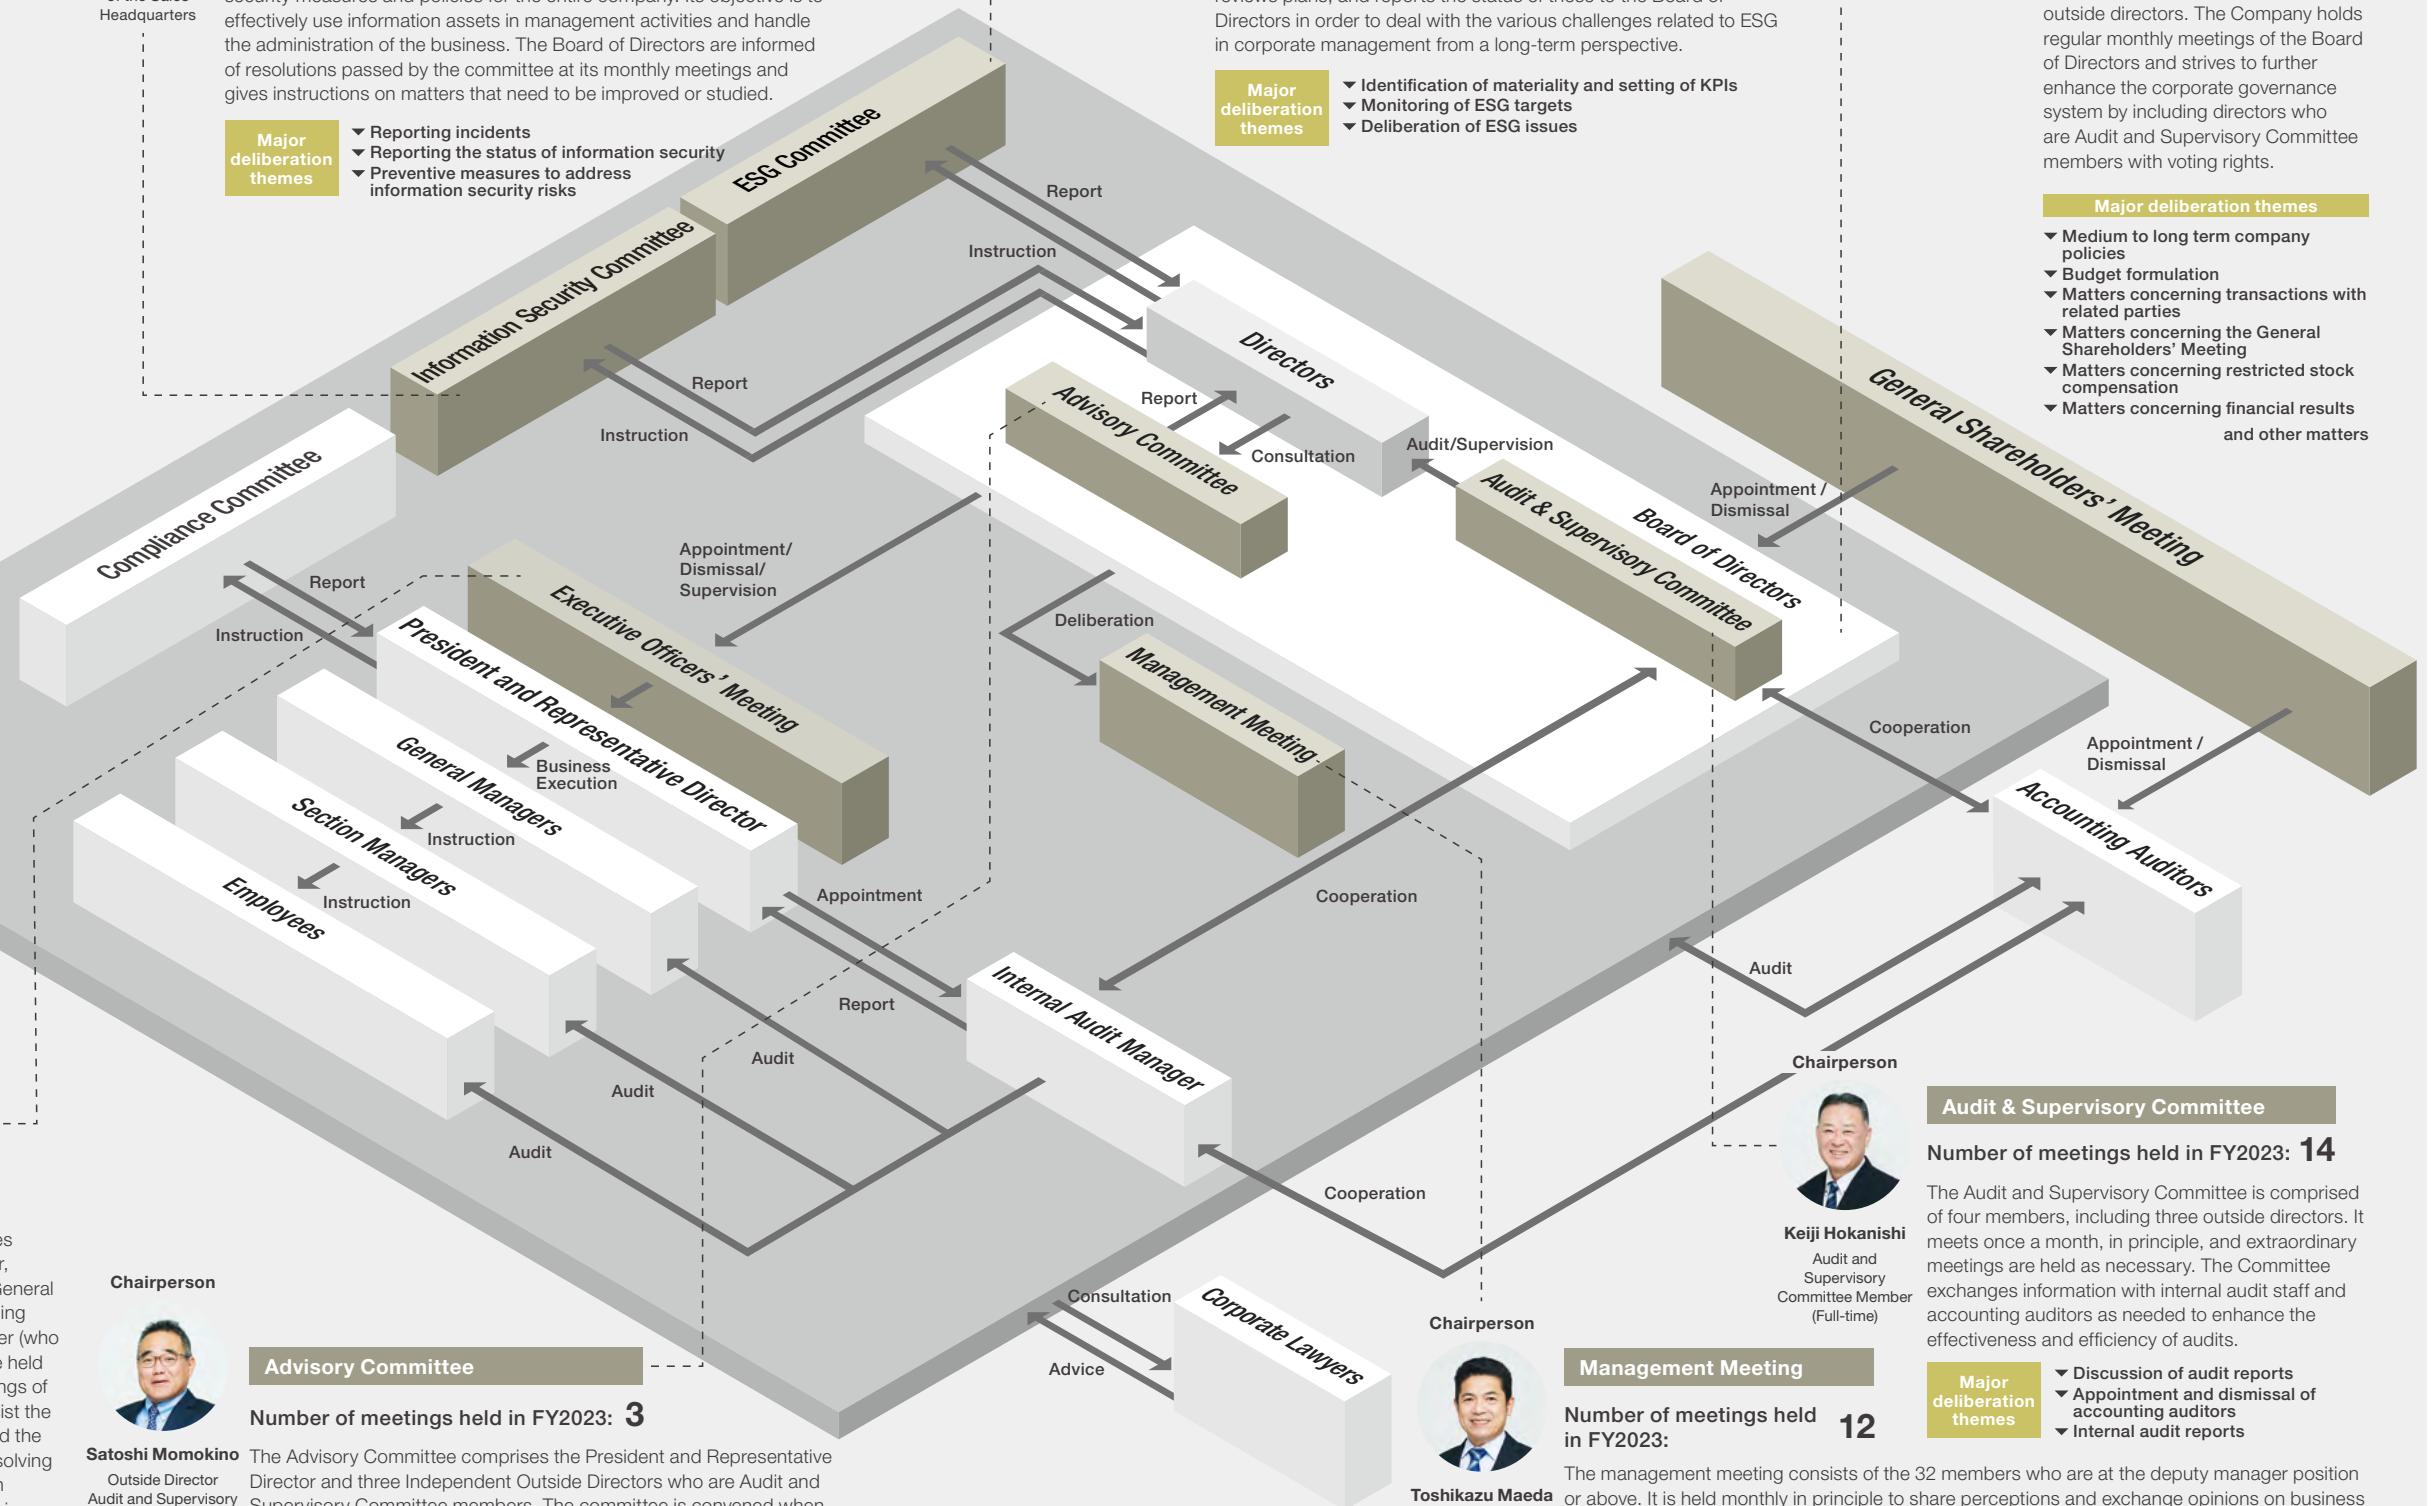 Headquarters
effectively use information assets in management activities and handle
the administration of the business. The Board of Directors are informed
of resolutions passed by the committee at its monthly meetings and
gives instructions on matters that need to be improved or studied.
Major
deliberation
themes
Reporting incidents
Reporting the status of information security
Preventive measures to address
information security risks
Directors in order to deal with the various challenges related to ESG
in corporate management from a long-term perspective.
Major
deliberation
themes
Identification of materiality and setting of KPIs
Monitoring of ESG targets
Deliberation of ESG issues
outside directors. The Company holds
regular monthly meetings of the Board
of Directors and strives to further
enhance the corporate governance
system by including directors who
are Audit and Supervisory Committee
members with voting rights.
Major deliberation themes
Medium to long term company
policies
Budget formulation
Matters concerning transactions with
related parties
Matters concerning the General
Shareholders' Meeting
Matters concerning restricted stock
compensation
Matters concerning financial results
and other matters
ESG Committee
Report
Instruction
Information Security Committee
Report
Instruction
Directors
Advisory Committee
Report
Consultation
Audit/Supervision
Audit & Supervisory Committee
Board of Directors
Appointment /
Dismissal
General Shareholders' Meeting
Compliance Committee
Report
Instruction
Appointment/
Dismissal/
Supervision
Executive Officers' Meeting
President and Representative Director
Deliberation
Management Meeting
Business
Execution
General Managers
Instruction
Section Managers
Instruction
Employees
Appointment
Report
Internal Audit Manager
Cooperation
Cooperation
Appointment /
Dismissal
Accounting Auditors
Audit
Audit
Audit
Audit
Cooperation
Consultation
Advice
Corporate Lawyers
Chairperson
Keiji Hokanishi
Audit and
Supervisory
Committee Member
(Full-time)
Audit & Supervisory Committee
Number of meetings held in FY2023: 14
The Audit and Supervisory Committee is comprised
of four members, including three outside directors. It
meets once a month, in principle, and extraordinary
meetings are held as necessary. The Committee
exchanges information with internal audit staff and
accounting auditors as needed to enhance the
effectiveness and efficiency of audits.
Major
deliberation
themes
Discussion of audit reports
Appointment and dismissal of
accounting auditors
Internal audit reports
Chairperson
Satoshi Momokino
Outside Director
Audit and Supervisory
Advisory Committee
Number of meetings held in FY2023: 3
The Advisory Committee comprises the President and Representative
Director and three Independent Outside Directors who are Audit and
Supervisory Committee members. The committee is convened when
Chairperson
Toshikazu Maeda
Management Meeting
Number of meetings held
in FY2023: 12
The management meeting consists of the 32 members who are at the deputy manager position
or above. It is held monthly in principle to share perceptions and exchange opinions on business